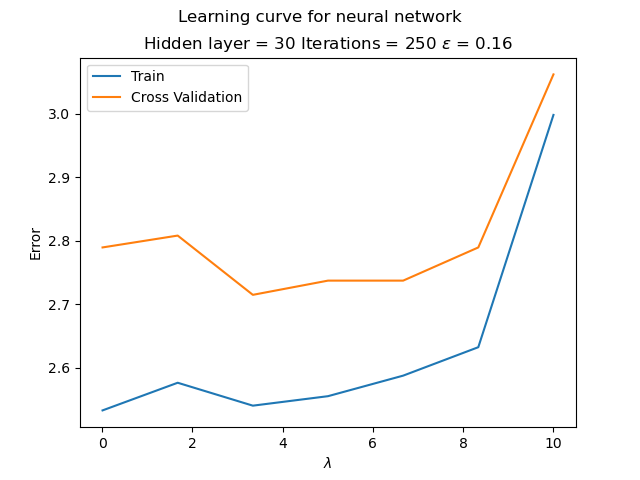 Learning curve for neural network
Hidden layer = 30 Iterations = 250 ε = 0.16
Train
Cross Validation
3.0
2.9
2.8
2.7
2.6
Error
0 2 4 6 8 10
λ